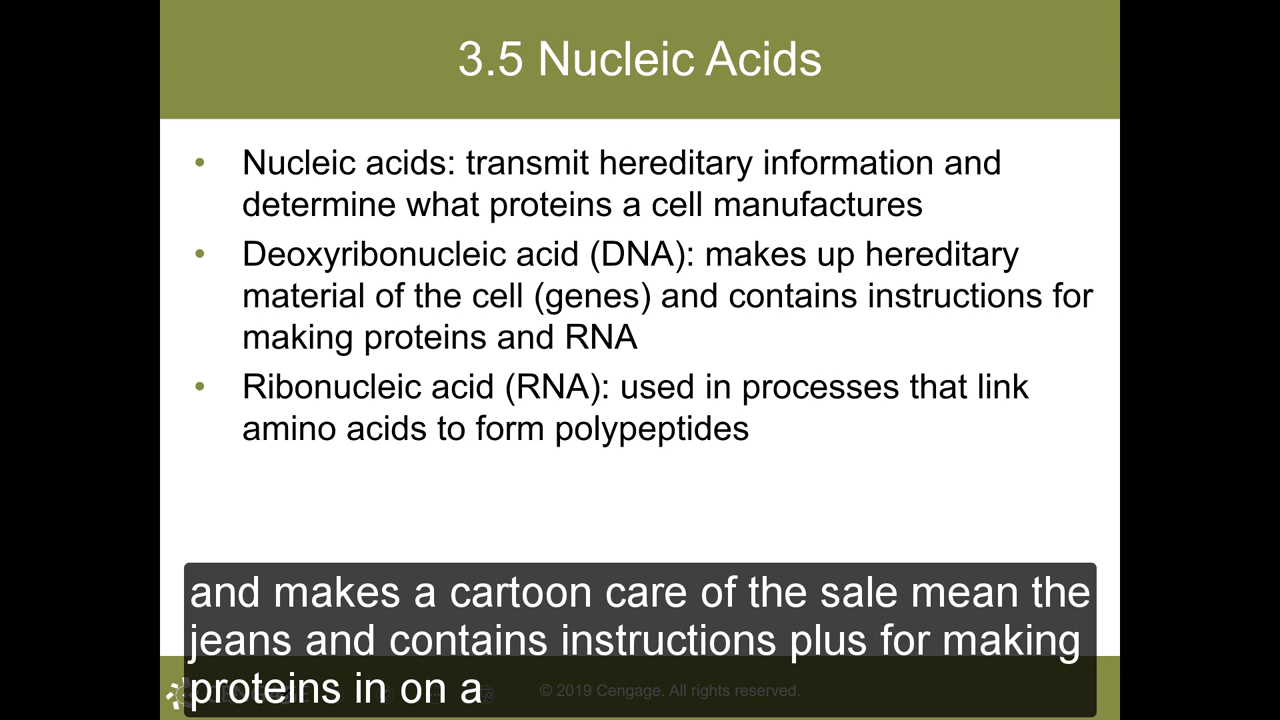 3.5 Nucleic Acids
• Nucleic acids: transmit hereditary information and
determine what proteins a cell manufactures
• Deoxyribonucleic acid (DNA): makes up hereditary
material of the cell (genes) and contains instructions for
making proteins and RNA
• Ribonucleic acid (RNA): used in processes that link
amino acids to form polypeptides
and makes a cartoon care of the sale mean the
jeans and contains instructions plus for making
proteins in on a
© 2019 Cengage. All rights reserved.